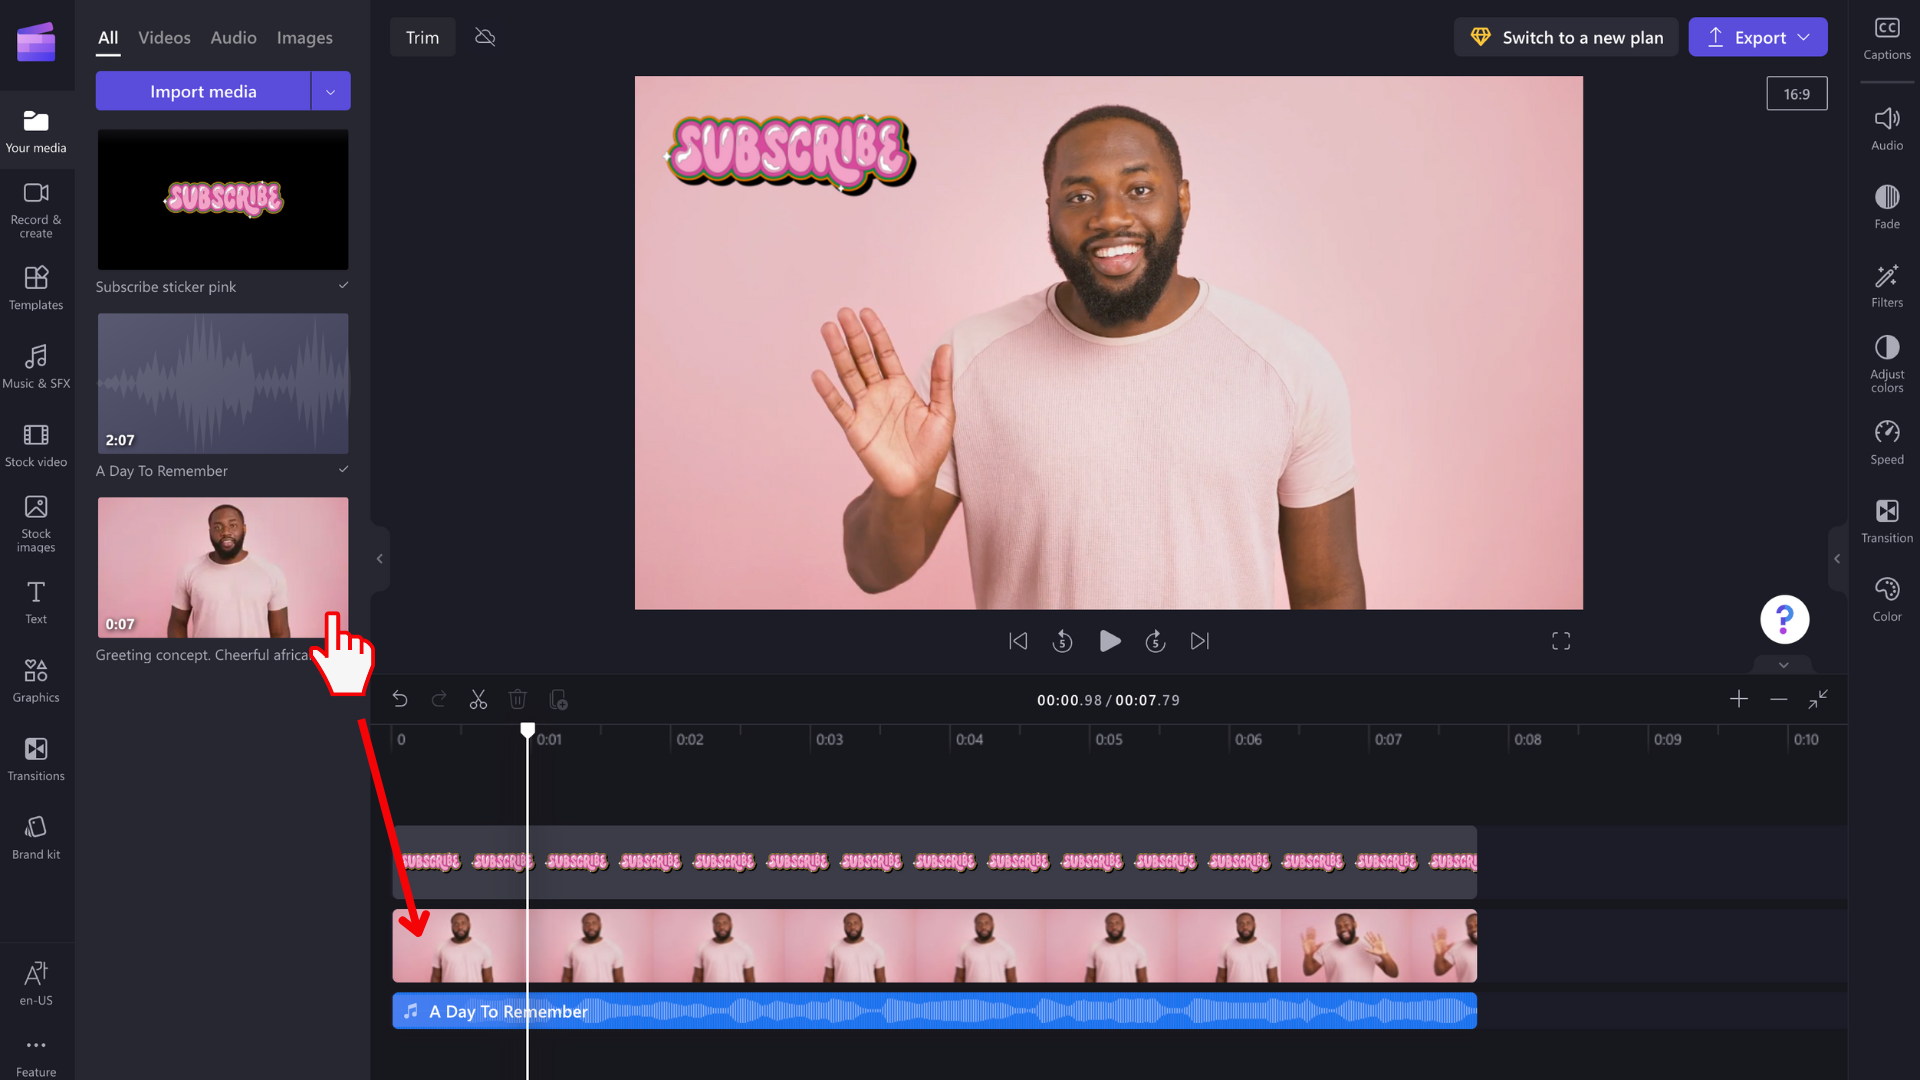 All Videos Audio Images
Import media
Your media
Record &
create
Templates
Music & SFX
Stock video
Stock
images
Text
Graphics
Transitions
Brand kit
en-US
Feature
SUBSCRIBE
Subscribe sticker pink
2:07
A Day To Remember
0:07
Greeting concept. Cheerful africa
Trim
Switch to a new plan
Export
16:9
SUBSCRIBE
5
5
?
00:00.98 / 00:07.79
0 0:01 0:02 0:03 0:04 0:05 0:06 0:07 0:08 0:09 0:10
SUBSCRIBE SUBSCRIBE SUBSCRIBE SUBSCRIBE SUBSCRIBE SUBSCRIBE SUBSCRIBE SUBSCRIBE SUBSCRIBE SUBSCRIBE SUBSCRIBE SUBSCRIBE SUBSCRIBE SUBSCRIBE SUBSCR
A Day To Remember
CC
Captions
Audio
Fade
Filters
Adjust
colors
Speed
Transition
Color